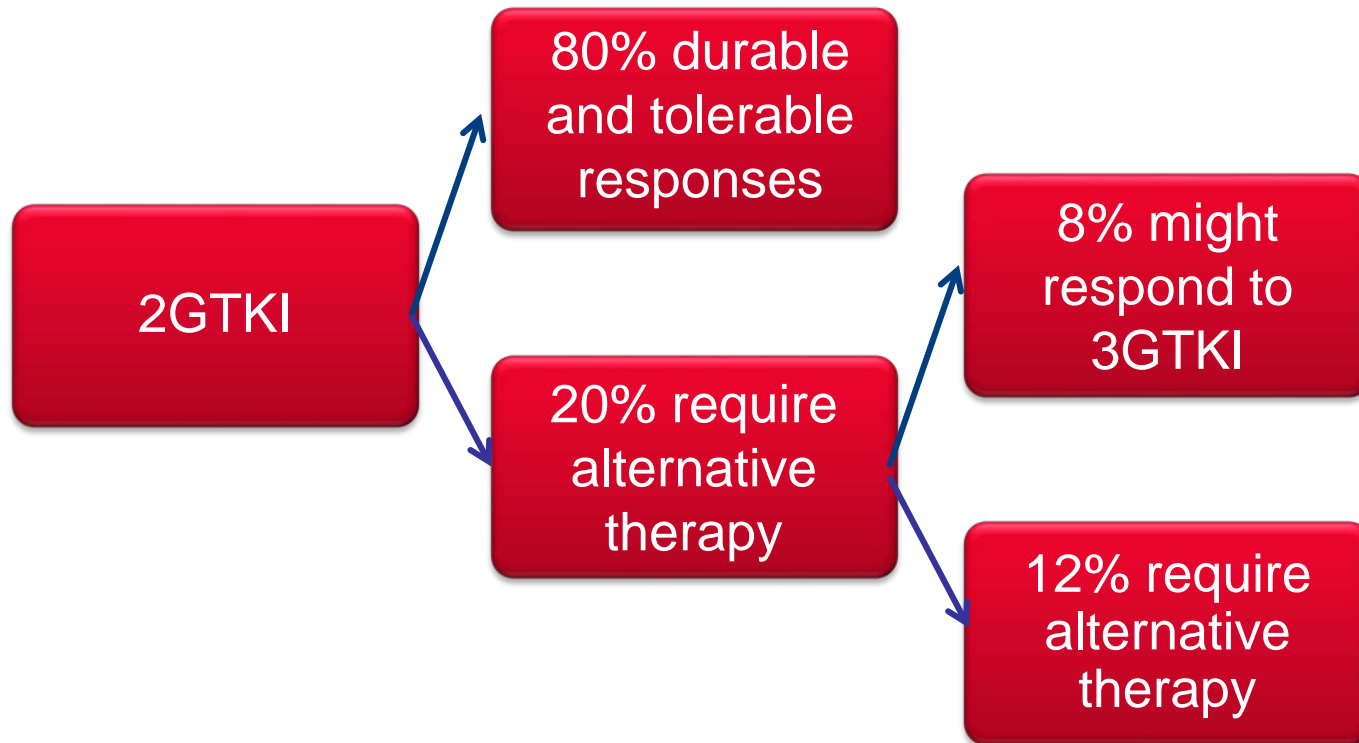 2GTKI
80% durable
and tolerable
responses
20% require
alternative
therapy
8% might
respond to
3GTKI
12% require
alternative
therapy